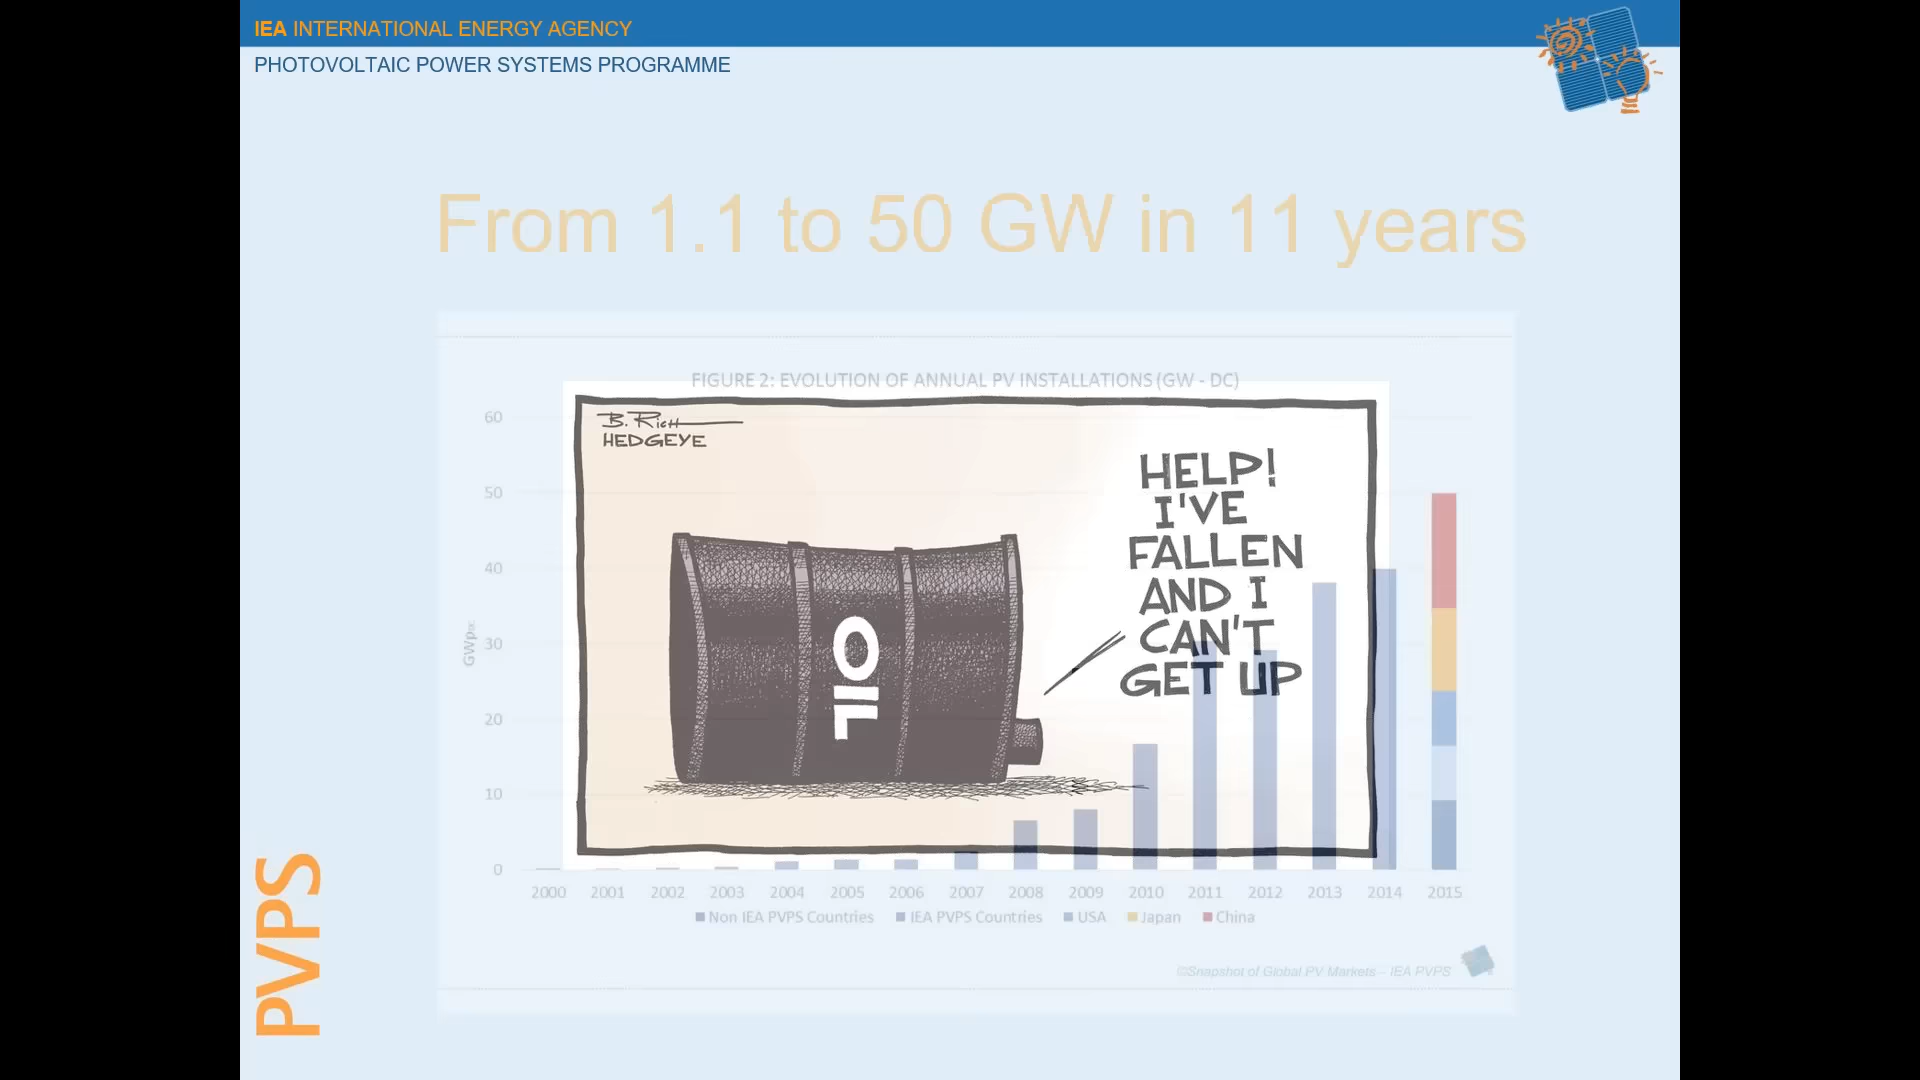 IEA INTERNATIONAL ENERGY AGENCY
PHOTOVOLTAIC POWER SYSTEMS PROGRAMME
From 1.1 to 50 GW in 11 years
FIGURE 2: EVOLUTION OF ANNUAL PV INSTALLATIONS (GW - DC)
B. Rich
HEDGEYE
HELP!
I'VE
FALLEN
AND I
CAN'T
GET UP
OIL
60
50
40
30
20
10
0
GWp
2000 2001 2002 2003 2004 2005 2006 2007 2008 2009 2010 2011 2012 2013 2014 2015
Non IEA PVPS Countries IEA PVPS Countries USA Japan China
©Snapshot of Global PV Markets – IEA PVPS
PVPS